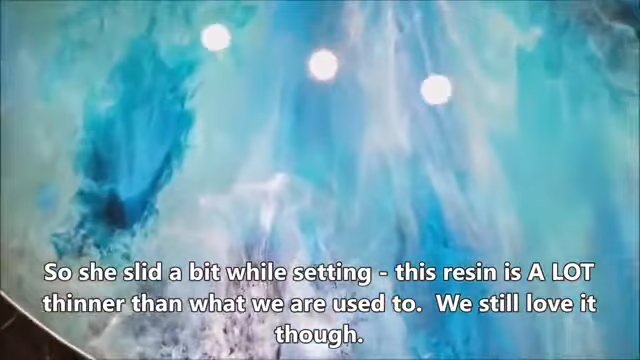 So she slid a bit while setting - this resin is A LOT
thinner than what we are used to.  We still love it
though.